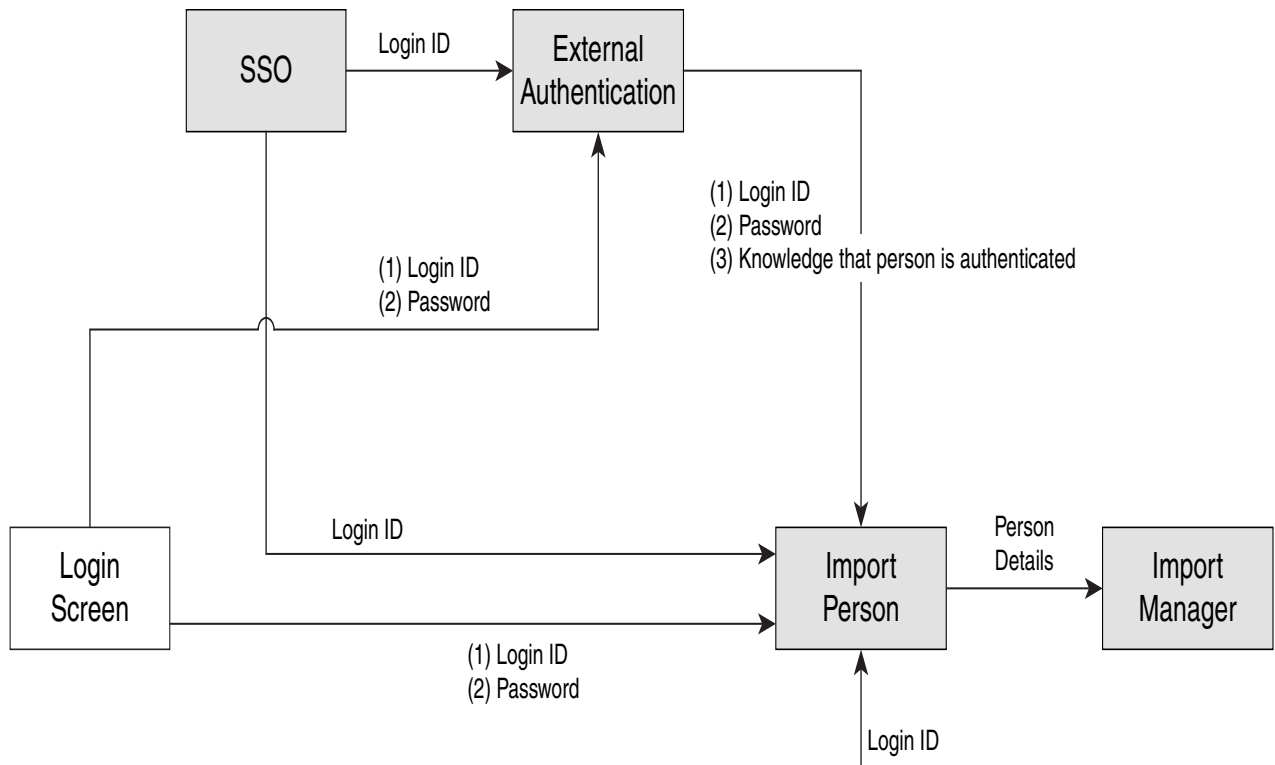 SSO
Login ID
External
Authentication
(1) Login ID
(2) Password
(3) Knowledge that person is authenticated
(1) Login ID
(2) Password
Login ID
Login
Screen
Import
Person
Person
Details
Import
Manager
(1) Login ID
(2) Password
Login ID